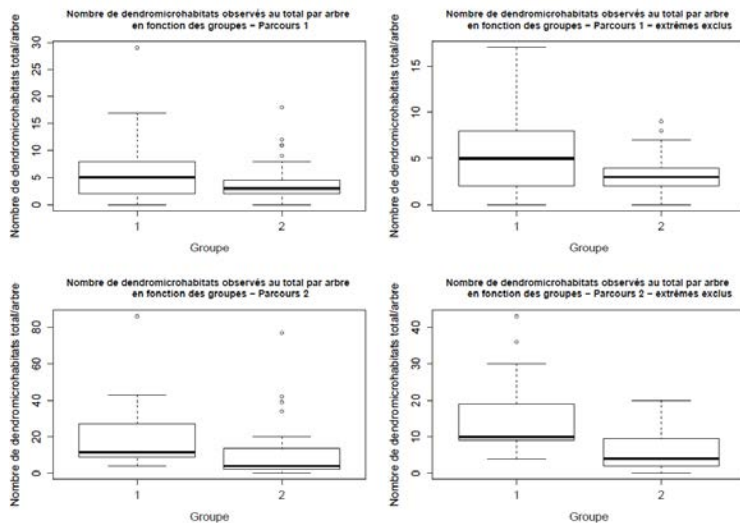 Nombre de dendromicrohabitats observés au total par arbre
en fonction des groupes − Parcours 1
Nombre de dendromicrohabitats total/arbre
30
25
20
15
10
5
0
1
2
Groupe
Nombre de dendromicrohabitats observés au total par arbre
en fonction des groupes − Parcours 1 − extrêmes exclus
Nombre de dendromicrohabitats total/arbre
15
10
5
0
1
2
Groupe
Nombre de dendromicrohabitats observés au total par arbre
en fonction des groupes − Parcours 2
Nombre de dendromicrohabitats total/arbre
80
60
40
20
0
1
2
Groupe
Nombre de dendromicrohabitats observés au total par arbre
en fonction des groupes − Parcours 2 − extrêmes exclus
Nombre de dendromicrohabitats total/arbre
40
30
20
10
0
1
2
Groupe